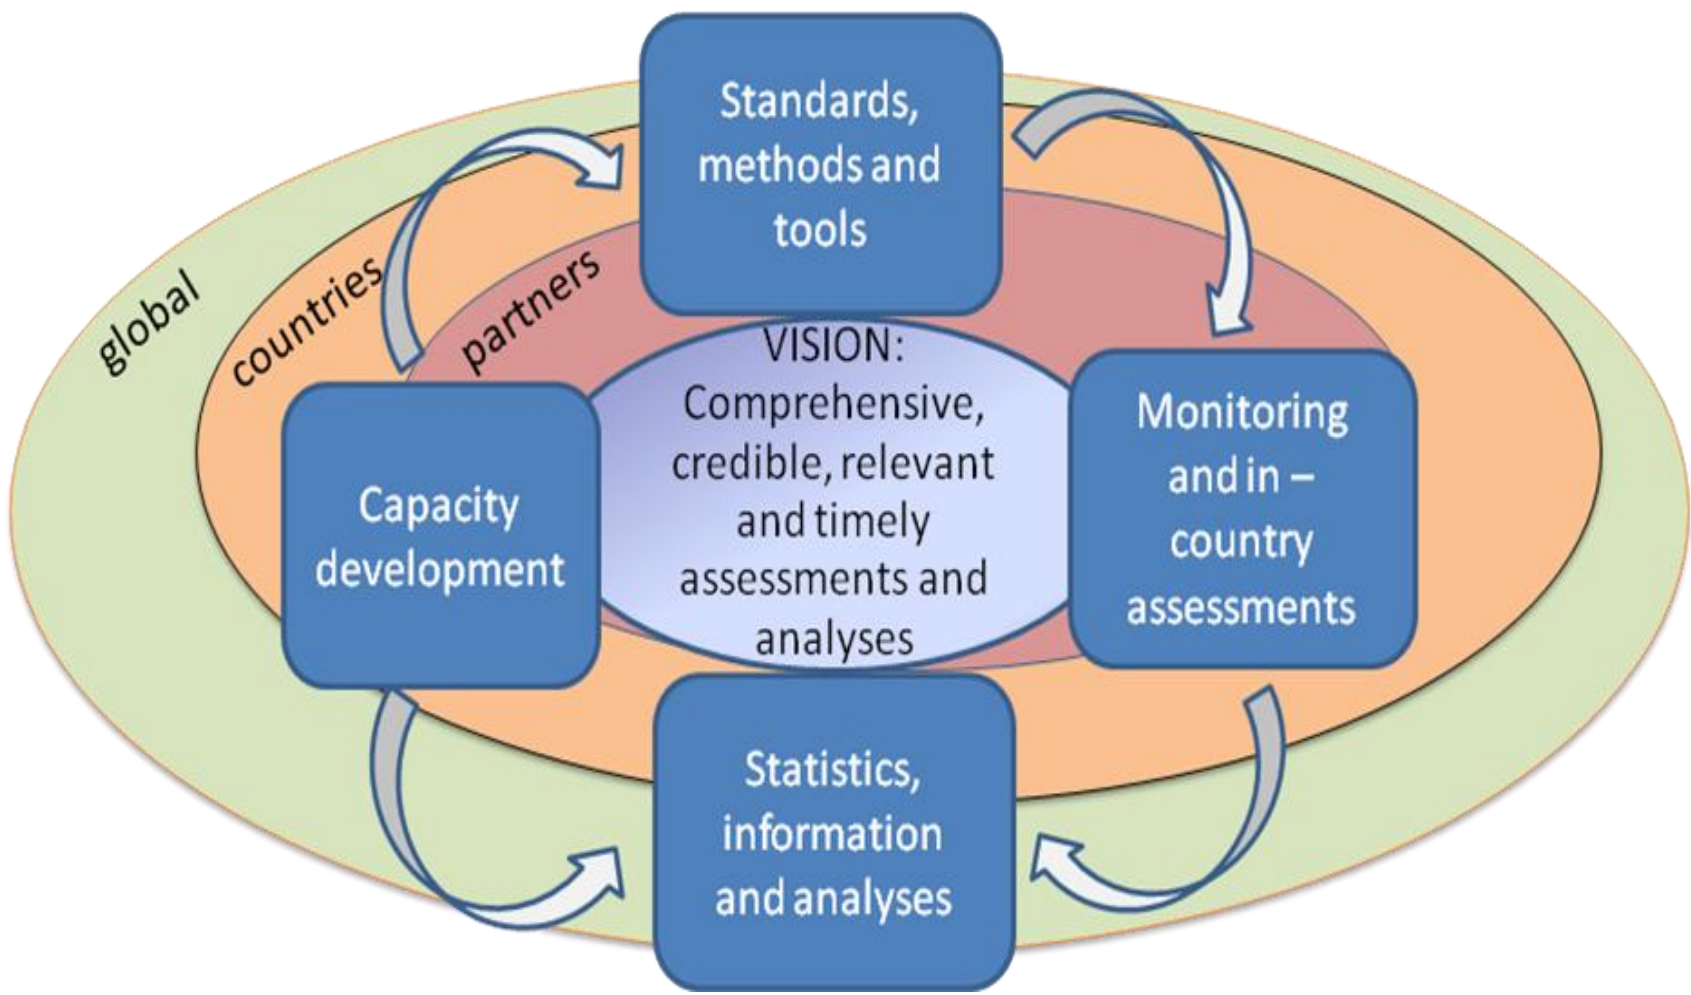 Standards,
methods and
tools
global
countries
partners
VISION:
Comprehensive,
credible, relevant
and timely
assessments and
analyses
Capacity
development
Monitoring
and in –
country
assessments
Statistics,
information
and analyses